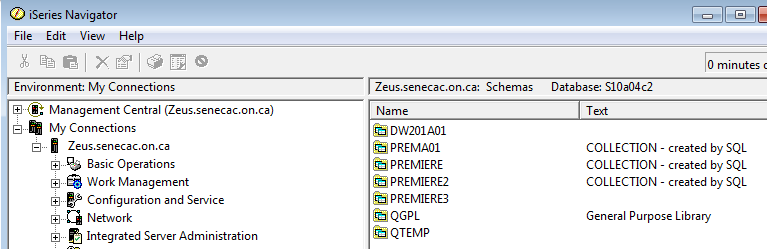 iSeries Navigator
File Edit View Help
0 minutes
Environment: My Connections
Zeus.senecac.on.ca: Schemas Database: S10a04c2
Management Central (Zeus.senecac.on.ca)
My Connections
Zeus.senecac.on.ca
Basic Operations
Work Management
Configuration and Service
Network
Integrated Server Administration
Name Text
DW201A01
PREMA01 COLLECTION - created by SQL
PREMIERE COLLECTION - created by SQL
PREMIERE2 COLLECTION - created by SQL
PREMIERE3
QGPL General Purpose Library
QTEMP